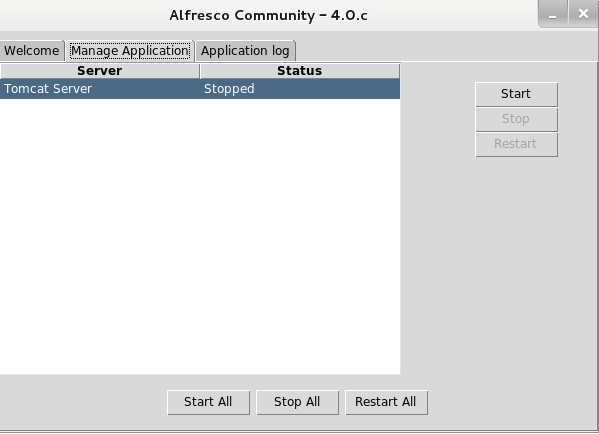 Alfresco Community - 4.0.c
Welcome Manage Application Application log
Server Status
Tomcat Server Stopped
Start
Stop
Restart
Start All Stop All Restart All